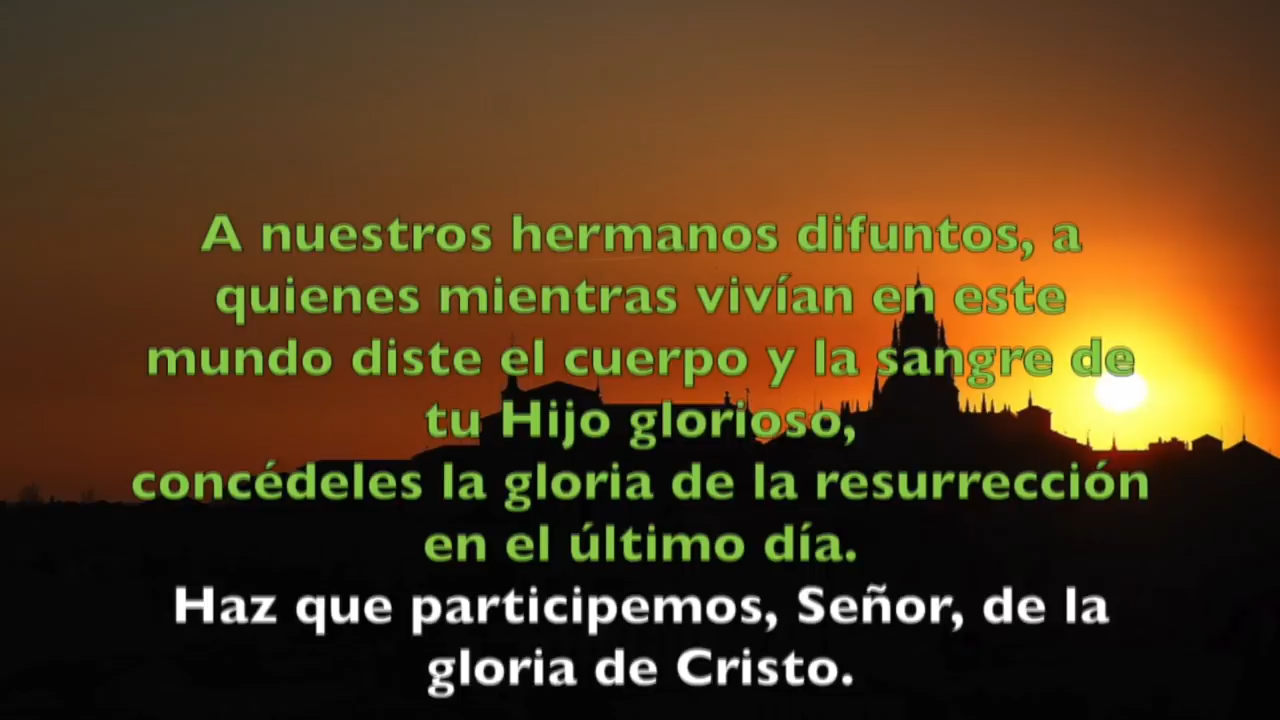 A nuestros hermanos difuntos, a
quienes mientras vivían en este
mundo diste el cuerpo y la sangre de
tu Hijo glorioso,
concédeles la gloria de la resurrección
en el último día.
Haz que participemos, Señor, de la
gloria de Cristo.